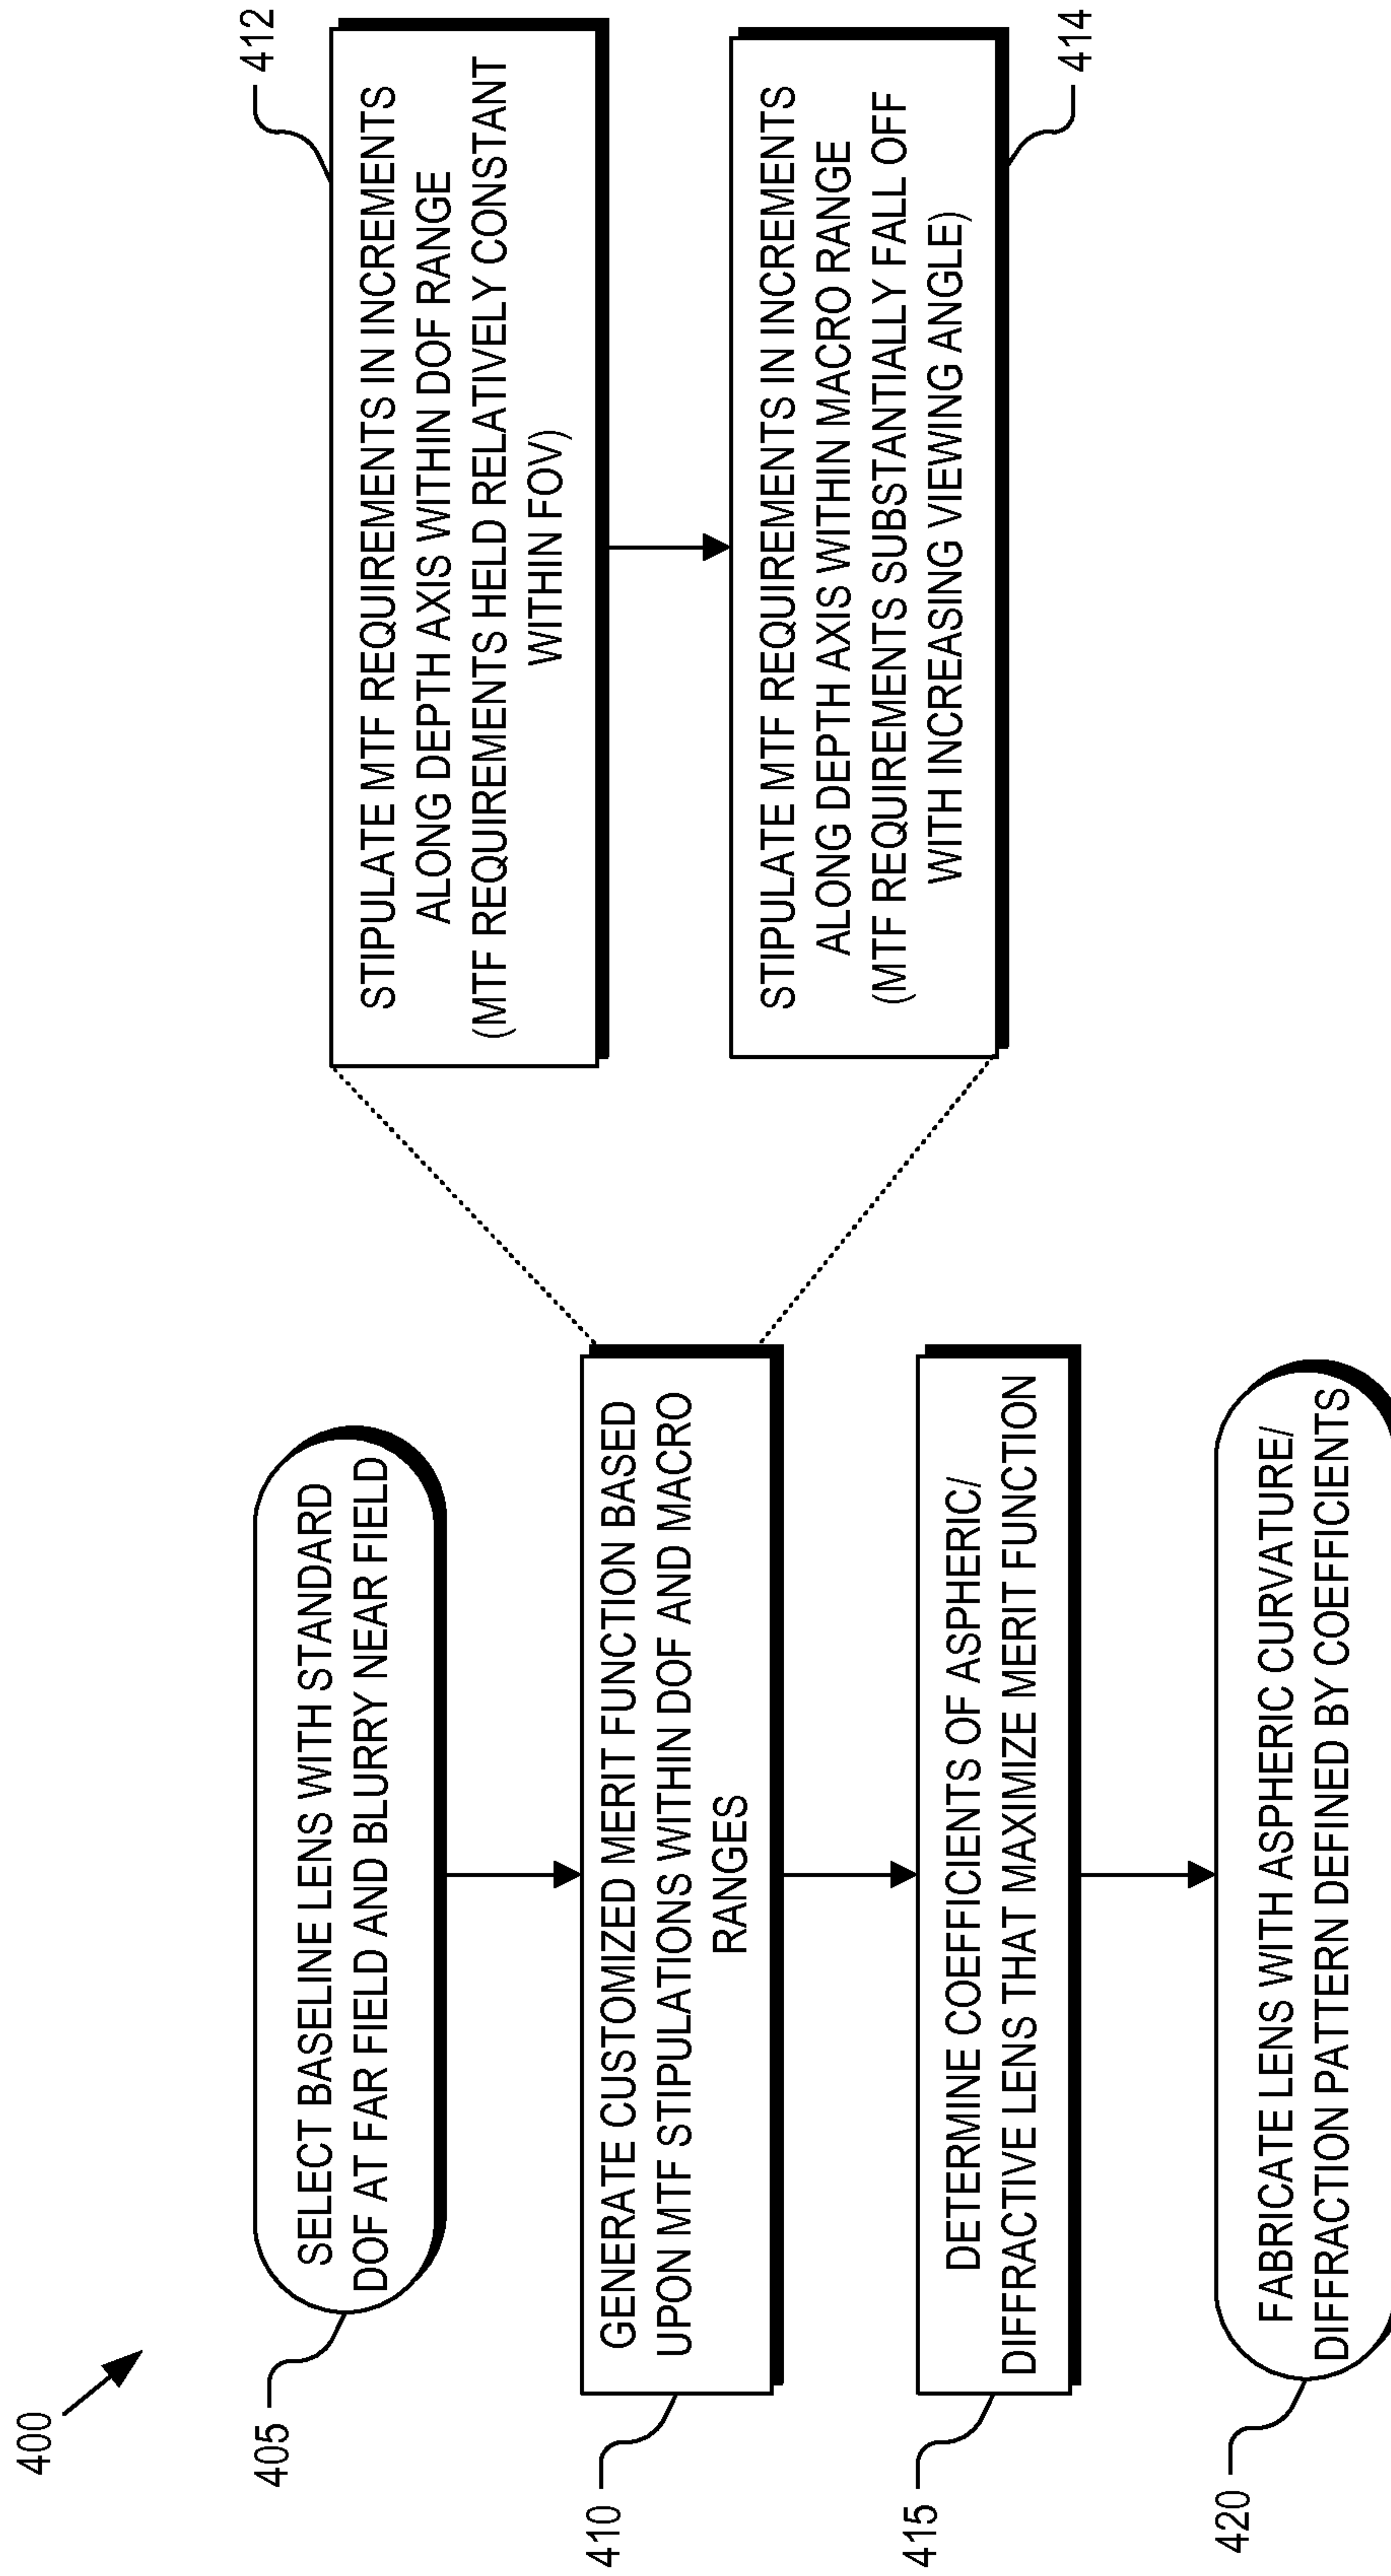 400
405
SELECT BASELINE LENS WITH STANDARD
DOF AT FAR FIELD AND BLURRY NEAR FIELD
410
GENERATE CUSTOMIZED MERIT FUNCTION BASED
UPON MTF STIPULATIONS WITHIN DOF AND MACRO
RANGES
412
STIPULATE MTF REQUIREMENTS IN INCREMENTS
ALONG DEPTH AXIS WITHIN DOF RANGE
(MTF REQUIREMENTS HELD RELATIVELY CONSTANT
WITHIN FOV)
STIPULATE MTF REQUIREMENTS IN INCREMENTS
ALONG DEPTH AXIS WITHIN MACRO RANGE
(MTF REQUIREMENTS SUBSTANTIALLY FALL OFF
WITH INCREASING VIEWING ANGLE)
414
415
DETERMINE COEFFICIENTS OF ASPHERIC/
DIFFRACTIVE LENS THAT MAXIMIZE MERIT FUNCTION
420
FABRICATE LENS WITH ASPHERIC CURVATURE/
DIFFRACTION PATTERN DEFINED BY COEFFICIENTS